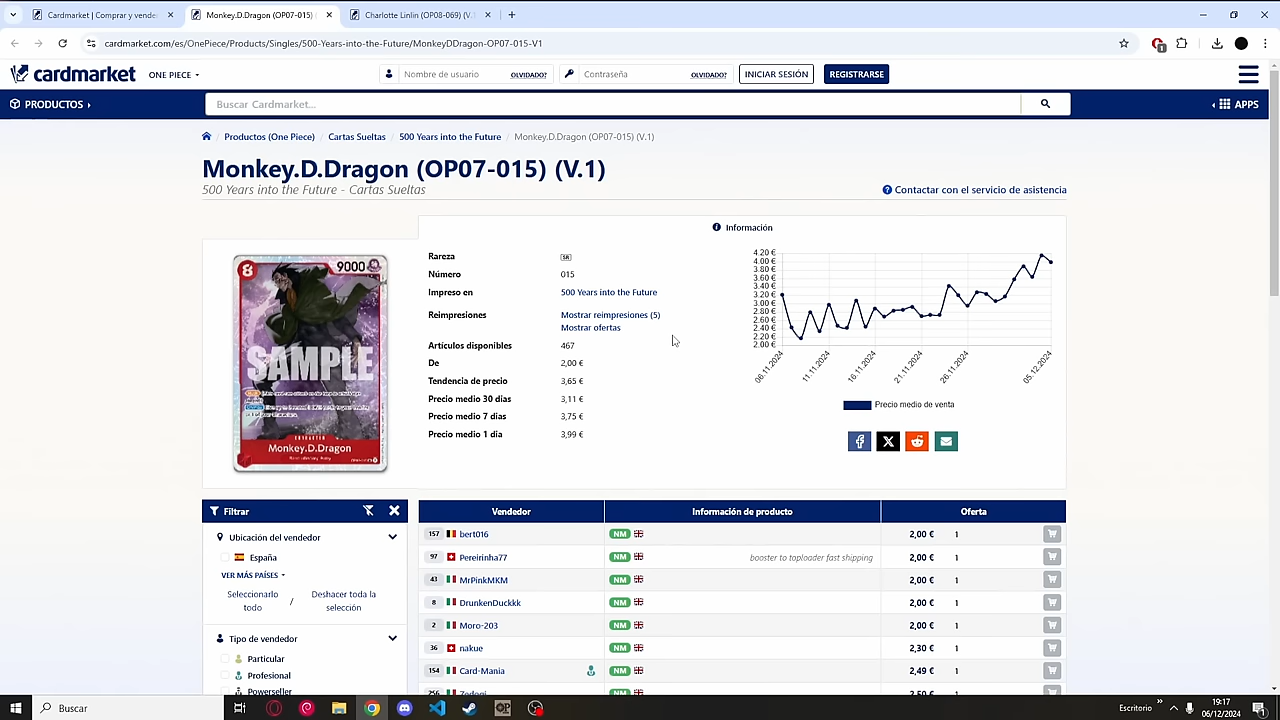 Cardmarket | Comprar y vende
Monkey.D.Dragon (OP07-015)
Charlotte Linlin (OP08-069) (V.
cardmarket.com/es/OnePiece/Products/Singles/500-Years-into-the-Future/MonkeyDDragon-OP07-015-V1
cardmarket
ONE PIECE
Nombre de usuario
OLVIDADO?
Contraseña
OLVIDADO?
INICIAR SESIÓN
REGISTRARSE
PRODUCTOS
Buscar Cardmarket...
APPS
Productos (One Piece) / Cartas Sueltas / 500 Years into the Future / Monkey.D.Dragon (OP07-015) (V.1)
Monkey.D.Dragon (OP07-015) (V.1)
500 Years into the Future - Cartas Sueltas
Contactar con el servicio de asistencia
Información
8
9000
SAMPLE
Monkey.D.Dragon
Rareza SR
Número 015
Impreso en 500 Years into the Future
Reimpresiones Mostrar reimpresiones (5)
Mostrar ofertas
Artículos disponibles 467
De 2,00 €
Tendencia de precio 3,65 €
Precio medio 30 días 3,11 €
Precio medio 7 días 3,75 €
Precio medio 1 día 3,99 €
4.20 €
4.00 €
3.80 €
3.60 €
3.40 €
3.20 €
3.00 €
2.80 €
2.60 €
2.40 €
2.20 €
2.00 €
06.11.2024
11.11.2024
16.11.2024
21.11.2024
26.11.2024
05.12.2024
Precio medio de venta
Filtrar
Ubicación del vendedor
España
VER MÁS PAÍSES
Seleccionarlo todo / Deshacer toda la selección
Tipo de vendedor
Particular
Profesional
Powerseller
Vendedor Información de producto Oferta
157 bert016 NM 2,00 € 1
97 Pereirinha77 NM booster to toploader fast shipping 2,00 € 1
43 MrPinkMKM NM 2,00 € 1
8 DrunkenDuckkk NM 2,00 € 1
2 Moro-203 NM 2,00 € 1
36 nakue NM 2,30 € 1
154 Card-Mania NM 2,49 € 1
Buscar
Escritorio
19:17
06/12/2024